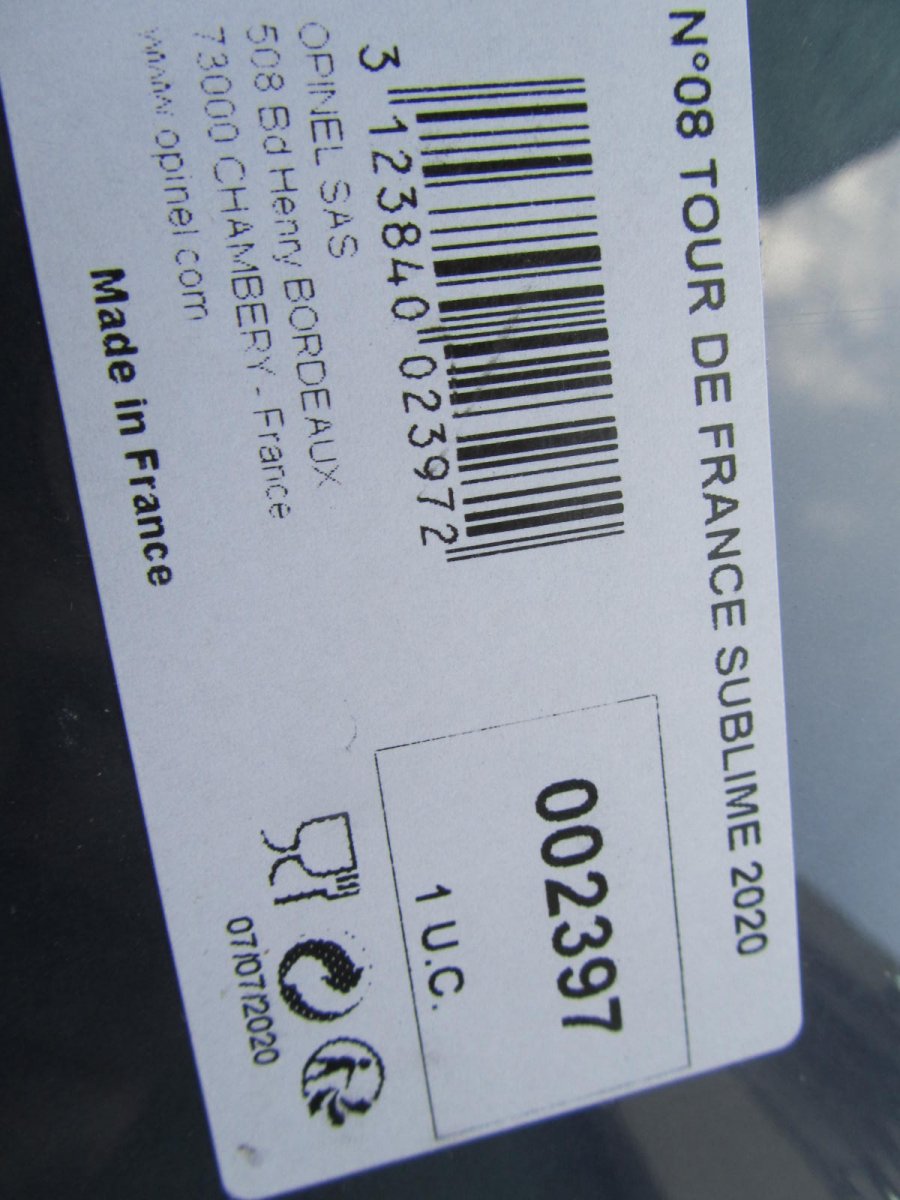 N°08 TOUR DE FRANCE SUBLIME 2020
3 123840 023972
OPINEL SAS
508 Bd Henry BORDEAUX
73000 CHAMBERY - France
www.opinel.com
Made in France
002397
1 U.C.
07/07/2020